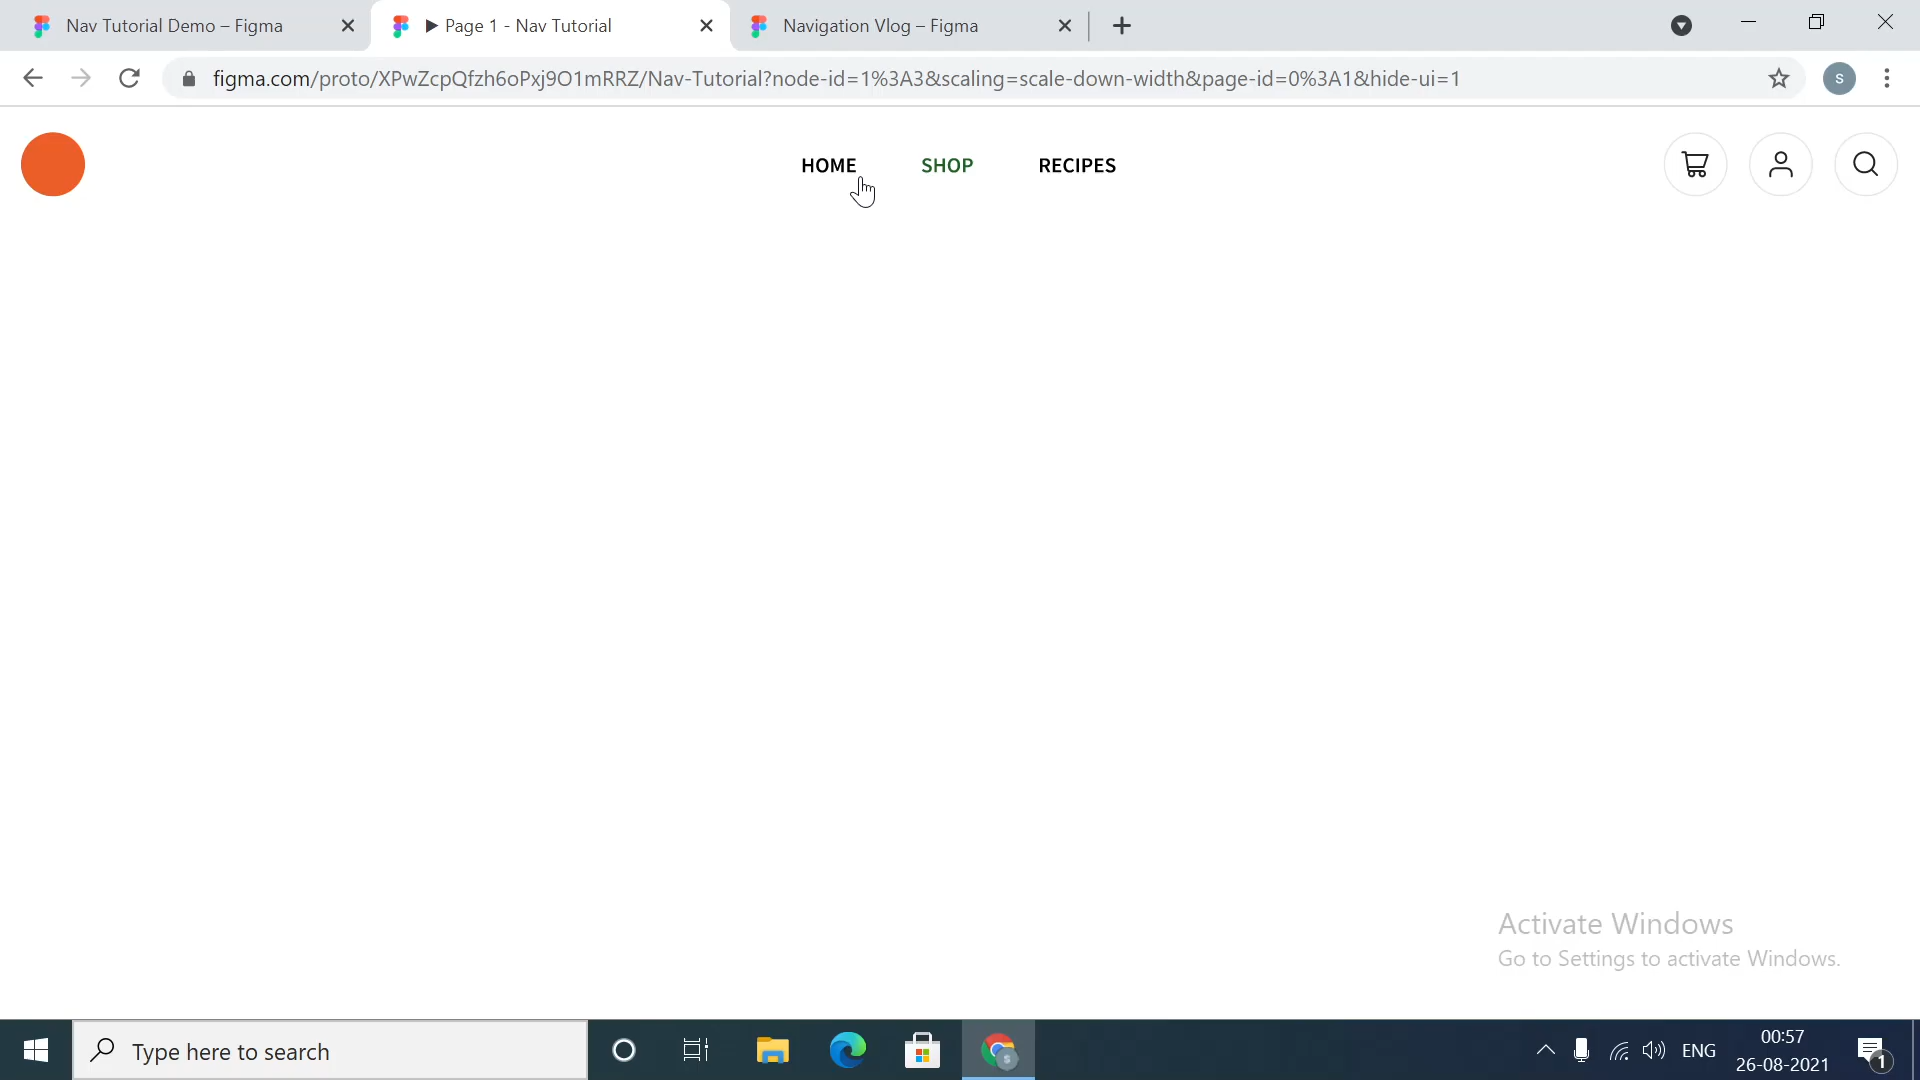 Nav Tutorial Demo – Figma
▶ Page 1 - Nav Tutorial
Navigation Vlog – Figma
figma.com/proto/XPwZcpQfzh6oPxj9O1mRRZ/Nav-Tutorial?node-id=1%3A3&scaling=scale-down-width&page-id=0%3A1&hide-ui=1
S
HOME SHOP RECIPES
Activate Windows
Go to Settings to activate Windows.
Type here to search
$
ENG
00:57
26-08-2021
1